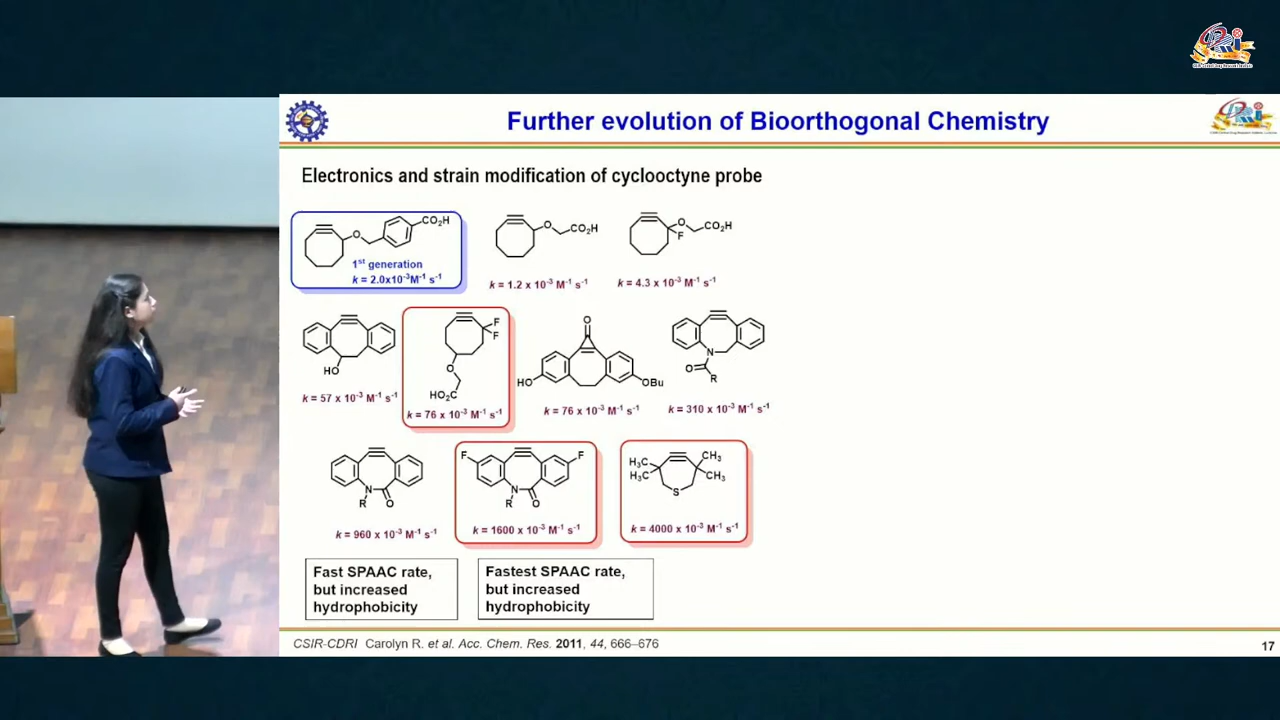 Further evolution of Bioorthogonal Chemistry
Electronics and strain modification of cyclooctyne probe
O
CO₂H
1st generation
k = 2.0x10⁻³M⁻¹ s⁻¹
O
CO₂H
k = 1.2 x 10⁻³ M⁻¹ s⁻¹
O
CO₂H
F
k = 4.3 x 10⁻³ M⁻¹ s⁻¹
HO
k = 57 x 10⁻³ M⁻¹ s⁻¹
F
F
O
HO₂C
k = 76 x 10⁻³ M⁻¹ s⁻¹
O
HO
OBu
k = 76 x 10⁻³ M⁻¹ s⁻¹
N
O
R
k = 310 x 10⁻³ M⁻¹ s⁻¹
N
R
O
k = 960 x 10⁻³ M⁻¹ s⁻¹
F
F
N
R
O
k = 1600 x 10⁻³ M⁻¹ s⁻¹
H₃C
CH₃
H₃C
CH₃
S
k = 4000 x 10⁻³ M⁻¹ s⁻¹
Fast SPAAC rate,
but increased
hydrophobicity
Fastest SPAAC rate,
but increased
hydrophobicity
CSIR-CDRI Carolyn R. et al. Acc. Chem. Res. 2011, 44, 666–676
17